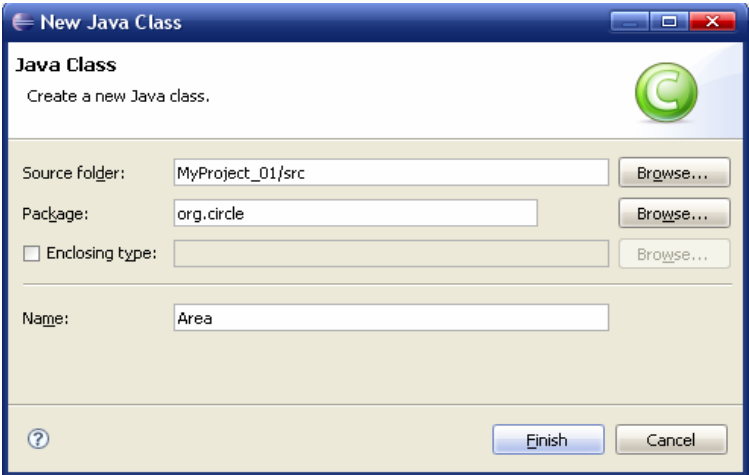 New Java Class
Java Class
Create a new Java class.
C
Source folder: MyProject_01/src Browse...
Package: org.circle Browse...
Enclosing type: Browse...
Name: Area
?
Finish Cancel